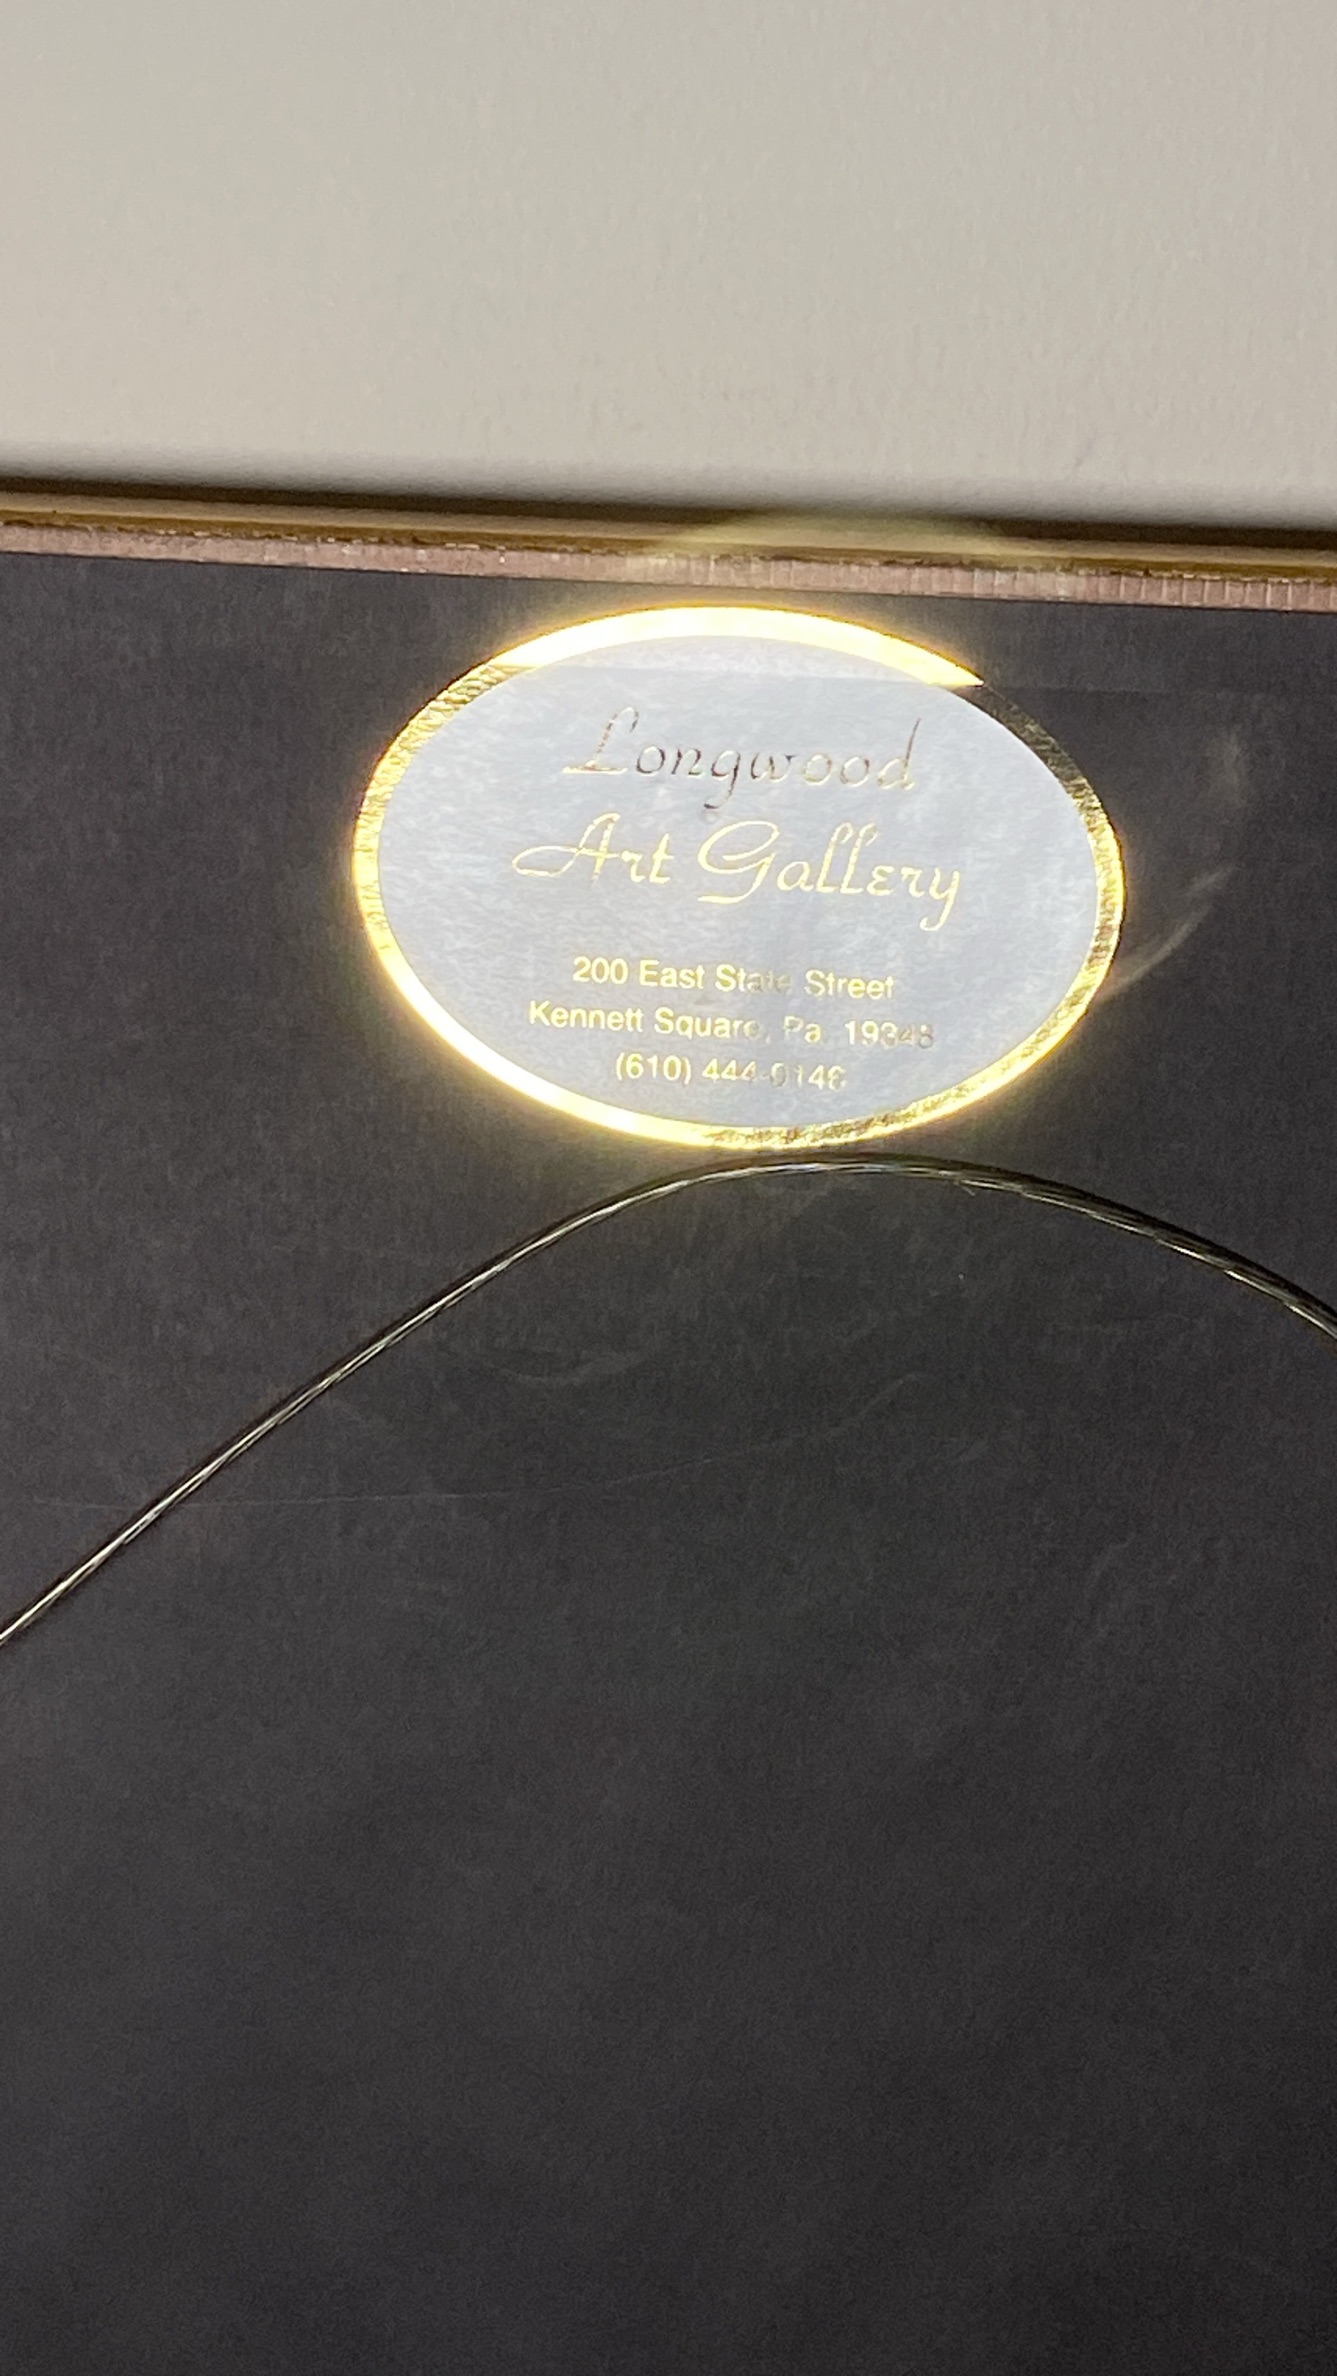 Longwood
Art Gallery
200 East State Street
Kennett Square, Pa. 19348
(610) 444-0146